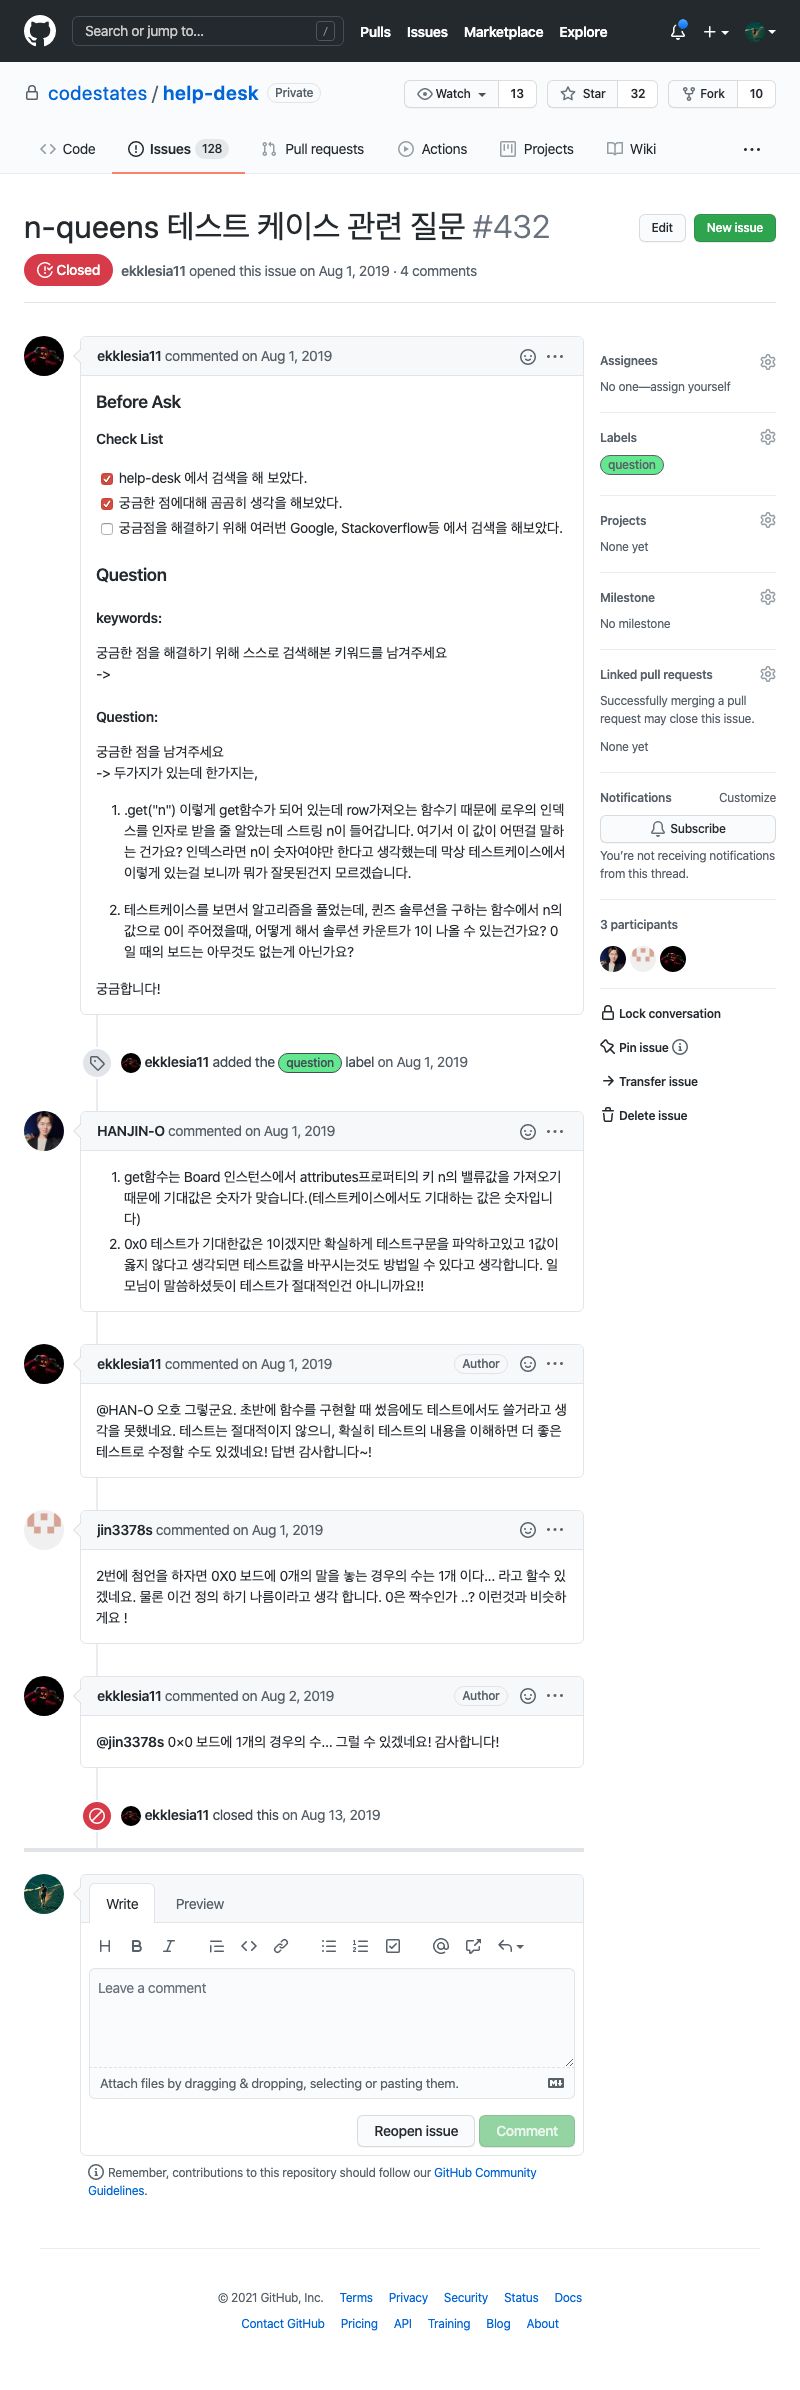 Search or jump to... /
Pulls Issues Marketplace Explore
codestates / help-desk Private
Watch 13 Star 32 Fork 10
Code Issues 128 Pull requests Actions Projects Wiki ...
n-queens 테스트 케이스 관련 질문 #432
Edit New issue
Closed ekklesia11 opened this issue on Aug 1, 2019 · 4 comments
ekklesia11 commented on Aug 1, 2019
Before Ask
Check List
help-desk 에서 검색을 해 보았다.
궁금한 점에대해 곰곰히 생각을 해보았다.
궁금점을 해결하기 위해 여러번 Google, Stackoverflow등 에서 검색을 해보았다.
Question
keywords:
궁금한 점을 해결하기 위해 스스로 검색해본 키워드를 남겨주세요
->
Question:
궁금한 점을 남겨주세요
-> 두가지가 있는데 한가지는,
1. .get("n") 이렇게 get함수가 되어 있는데 row가져오는 함수기 때문에 로우의 인덱
스를 인자로 받을 줄 알았는데 스트링 n이 들어갑니다. 여기서 이 값이 어떤걸 말하
는 건가요? 인덱스라면 n이 숫자여야만 한다고 생각했는데 막상 테스트케이스에서
이렇게 있는걸 보니까 뭐가 잘못된건지 모르겠습니다.
2. 테스트케이스를 보면서 알고리즘을 풀었는데, 퀸즈 솔루션을 구하는 함수에서 n의
값으로 0이 주어졌을때, 어떻게 해서 솔루션 카운트가 1이 나올 수 있는건가요? 0
일 때의 보드는 아무것도 없는게 아닌가요?
궁금합니다!
ekklesia11 added the question label on Aug 1, 2019
HANJIN-O commented on Aug 1, 2019
1. get함수는 Board 인스턴스에서 attributes프로퍼티의 키 n의 밸류값을 가져오기
때문에 기대값은 숫자가 맞습니다.(테스트케이스에서도 기대하는 값은 숫자입니
다)
2. 0x0 테스트가 기대한값은 1이겠지만 확실하게 테스트구문을 파악하고있고 1값이
옳지 않다고 생각되면 테스트값을 바꾸시는것도 방법일 수 있다고 생각합니다. 일
모님이 말씀하셨듯이 테스트가 절대적인건 아니니까요!!
ekklesia11 commented on Aug 1, 2019 Author
@HAN-O 오호 그렇군요. 초반에 함수를 구현할 때 썼음에도 테스트에서도 쓸거라고 생
각을 못했네요. 테스트는 절대적이지 않으니, 확실히 테스트의 내용을 이해하면 더 좋은
테스트로 수정할 수도 있겠네요! 답변 감사합니다~!
jin3378s commented on Aug 1, 2019
2번에 첨언을 하자면 0X0 보드에 0개의 말을 놓는 경우의 수는 1개 이다... 라고 할수 있
겠네요. 물론 이건 정의 하기 나름이라고 생각 합니다. 0은 짝수인가 ..? 이런것과 비슷하
게요 !
ekklesia11 commented on Aug 2, 2019 Author
@jin3378s 0×0 보드에 1개의 경우의 수... 그럴 수 있겠네요! 감사합니다!
ekklesia11 closed this on Aug 13, 2019
Write Preview
Leave a comment
Attach files by dragging & dropping, selecting or pasting them.
Reopen issue Comment
Remember, contributions to this repository should follow our GitHub Community
Guidelines.
Assignees
No one—assign yourself
Labels
question
Projects
None yet
Milestone
No milestone
Linked pull requests
Successfully merging a pull
request may close this issue.
None yet
Notifications Customize
Subscribe
You're not receiving notifications
from this thread.
3 participants
Lock conversation
Pin issue
Transfer issue
Delete issue
© 2021 GitHub, Inc. Terms Privacy Security Status Docs
Contact GitHub Pricing API Training Blog About